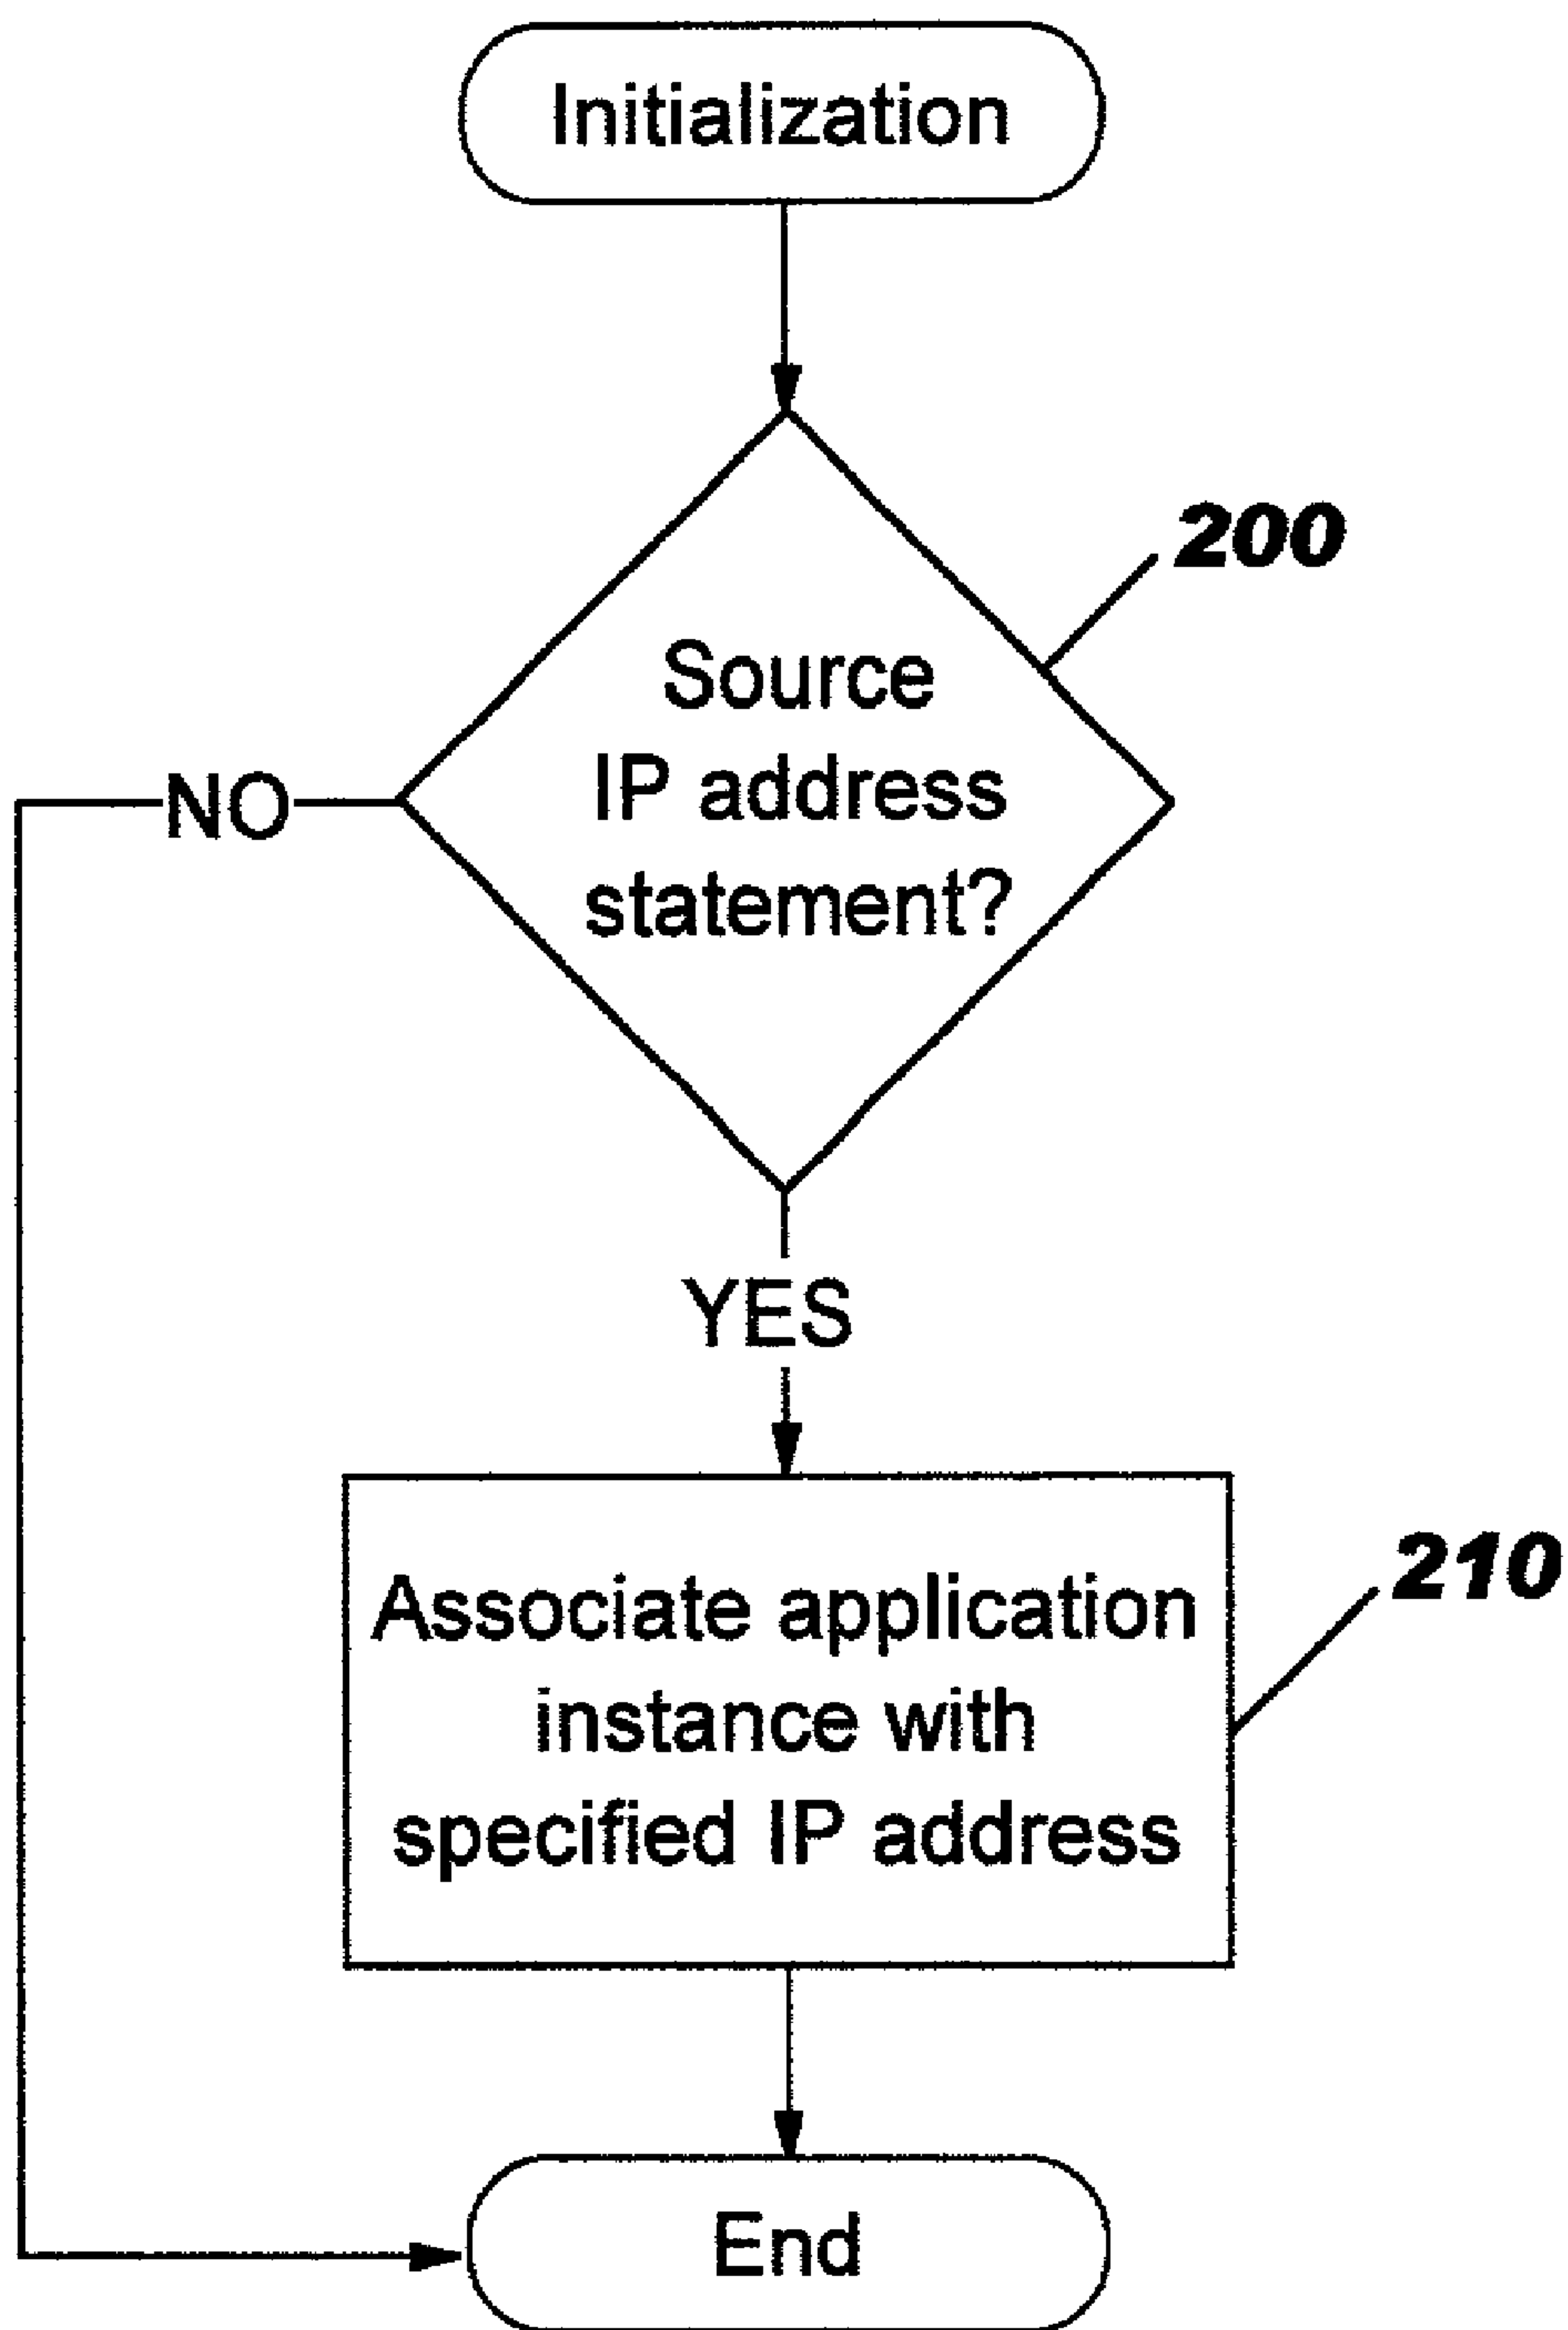 Initialization
200
Source
IP address
statement?
NO
YES
Associate application
instance with
specified IP address
210
End